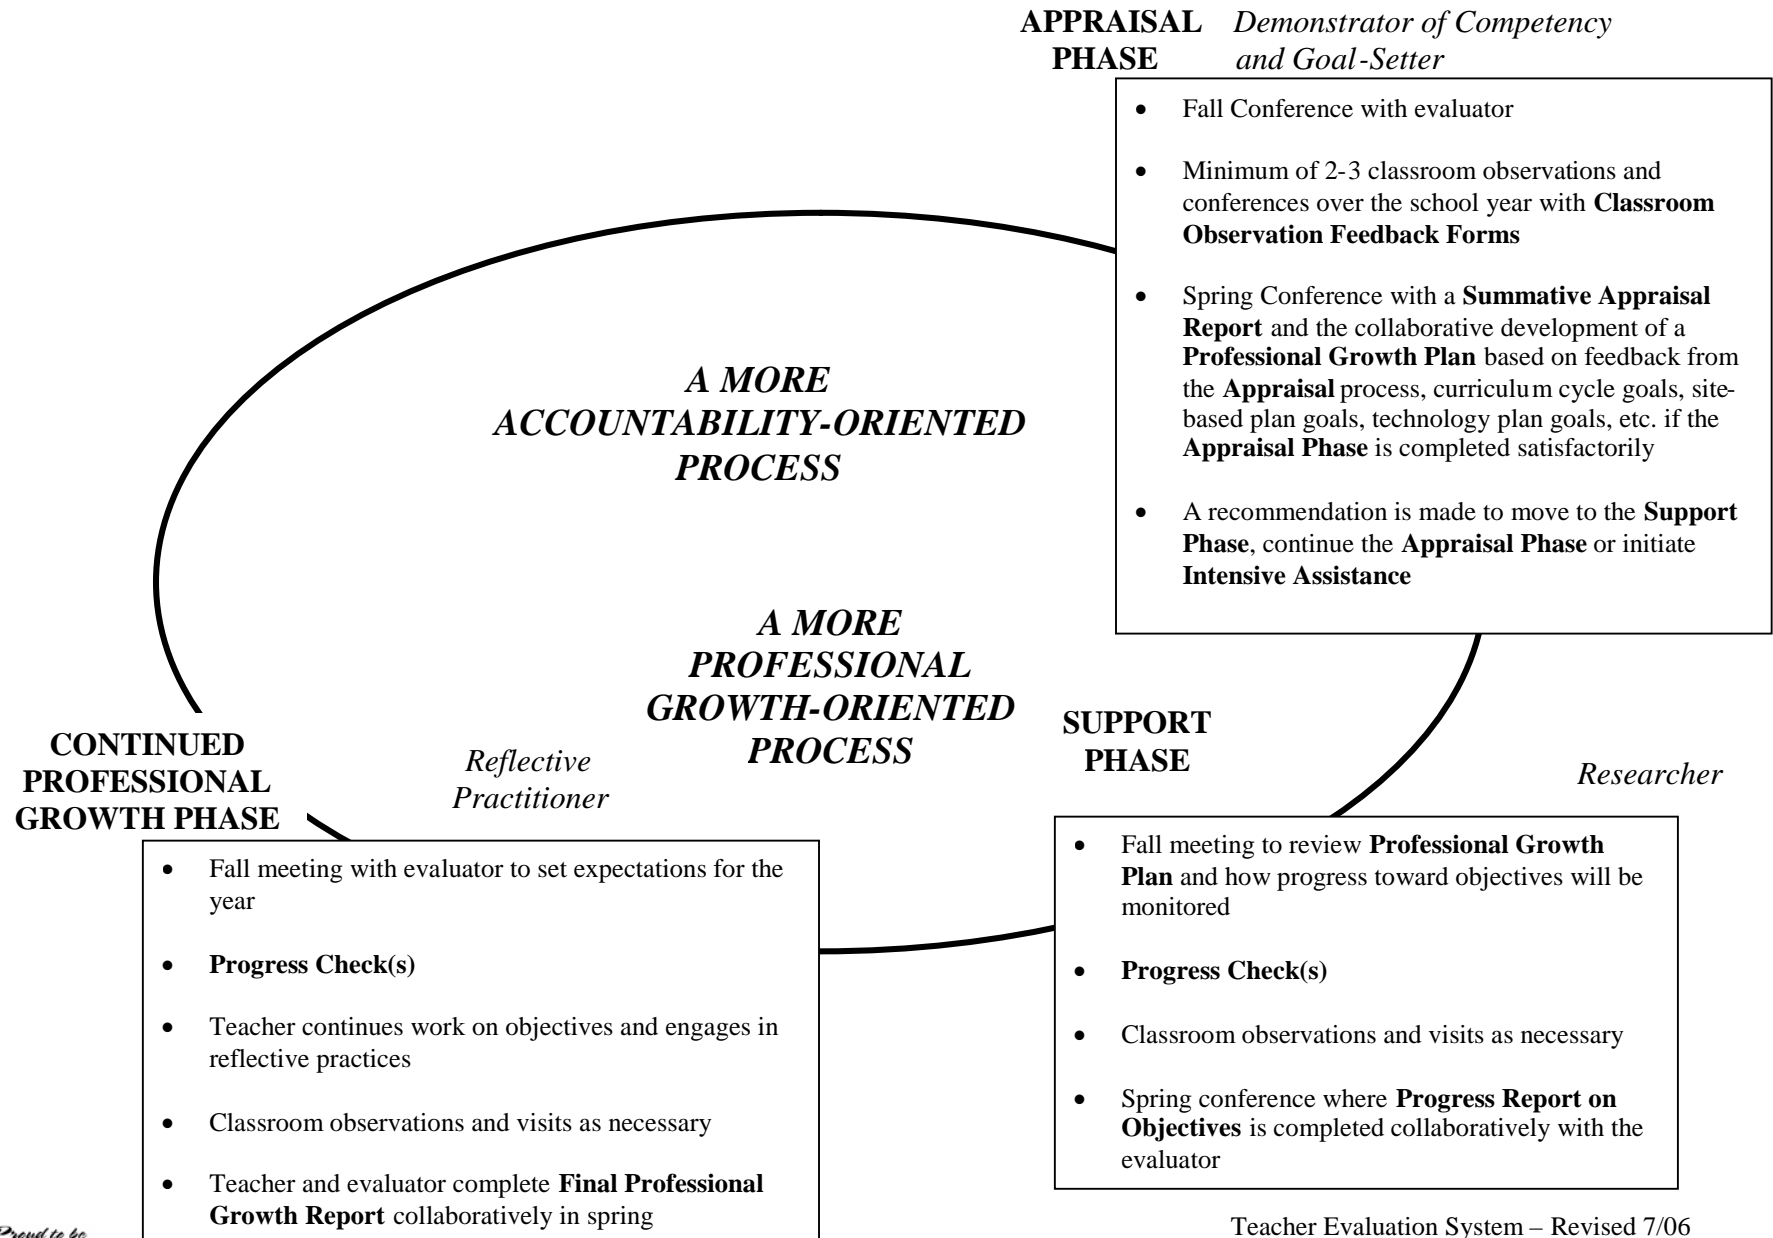 APPRAISAL
PHASE
Demonstrator of Competency
and Goal-Setter
• Fall Conference with evaluator
• Minimum of 2-3 classroom observations and
conferences over the school year with Classroom
Observation Feedback Forms
• Spring Conference with a Summative Appraisal
Report and the collaborative development of a
Professional Growth Plan based on feedback from
the Appraisal process, curriculum cycle goals, site-
based plan goals, technology plan goals, etc. if the
Appraisal Phase is completed satisfactorily
• A recommendation is made to move to the Support
Phase, continue the Appraisal Phase or initiate
Intensive Assistance
A MORE
ACCOUNTABILITY-ORIENTED
PROCESS
A MORE
PROFESSIONAL
GROWTH-ORIENTED
PROCESS
SUPPORT
PHASE
Researcher
• Fall meeting to review Professional Growth
Plan and how progress toward objectives will be
monitored
• Progress Check(s)
• Classroom observations and visits as necessary
• Spring conference where Progress Report on
Objectives is completed collaboratively with the
evaluator
CONTINUED
PROFESSIONAL
GROWTH PHASE
Reflective
Practitioner
• Fall meeting with evaluator to set expectations for the
year
• Progress Check(s)
• Teacher continues work on objectives and engages in
reflective practices
• Classroom observations and visits as necessary
• Teacher and evaluator complete Final Professional
Growth Report collaboratively in spring
Proud to be
Teacher Evaluation System – Revised 7/06